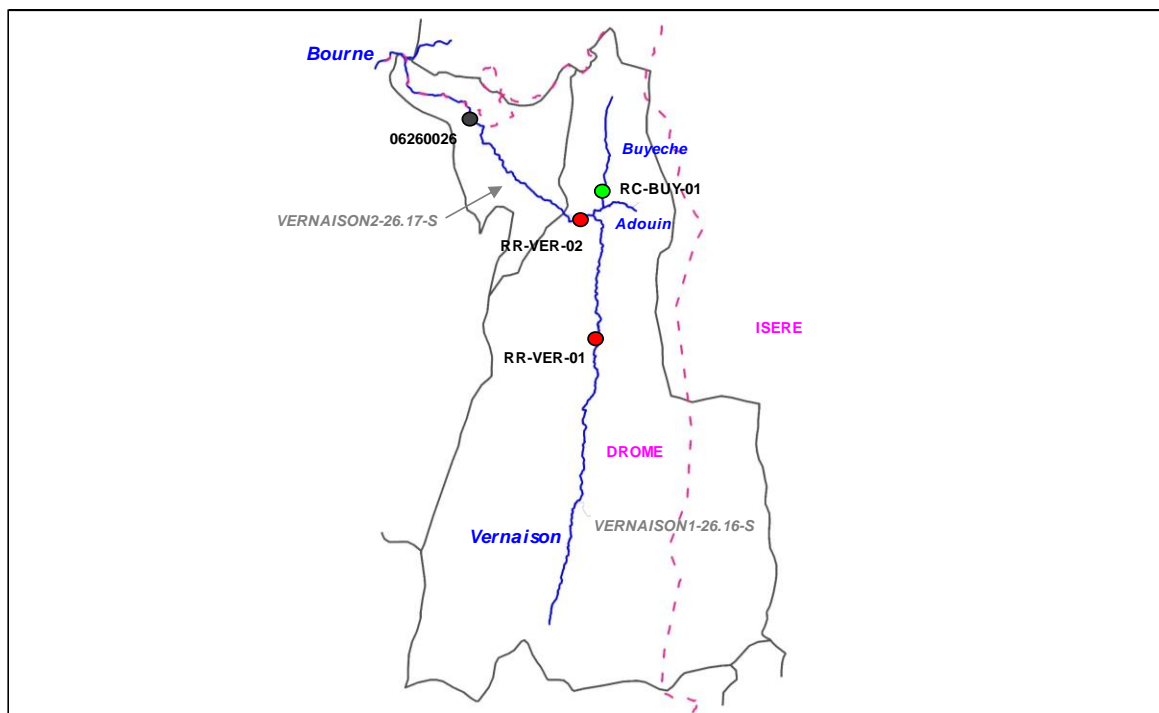 Bourne
06260026
Buyeche
RC-BUY-01
VERNAISON2-26.17-S
Adouin
RR-VER-02
ISERE
RR-VER-01
DROME
VERNAISON1-26.16-S
Vernaison